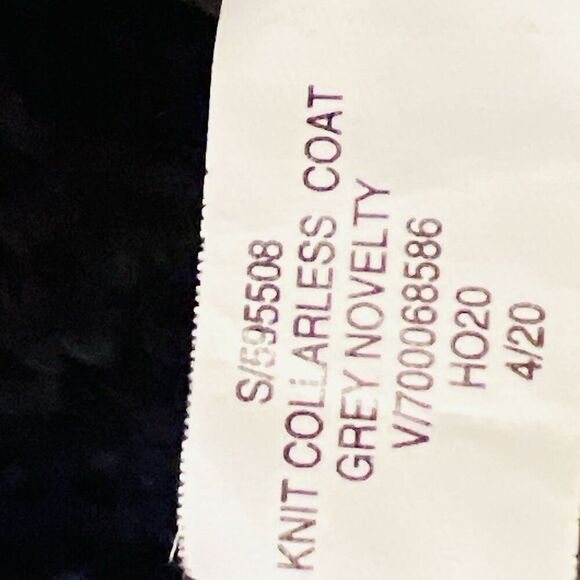 S/595508
KNIT COLLARLESS COAT
GREY NOVELTY
V/700068586
HO20
4/20